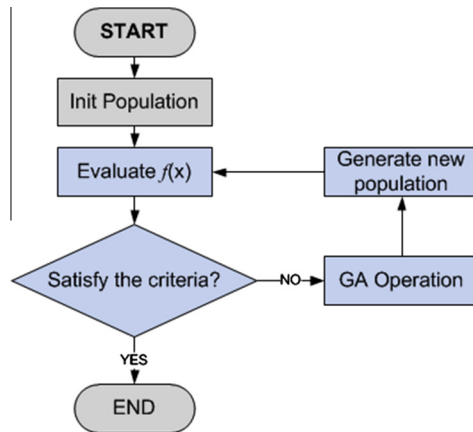 START
Init Population
Evaluate f(x)
Generate new
population
Satisfy the criteria?
NO
GA Operation
YES
END